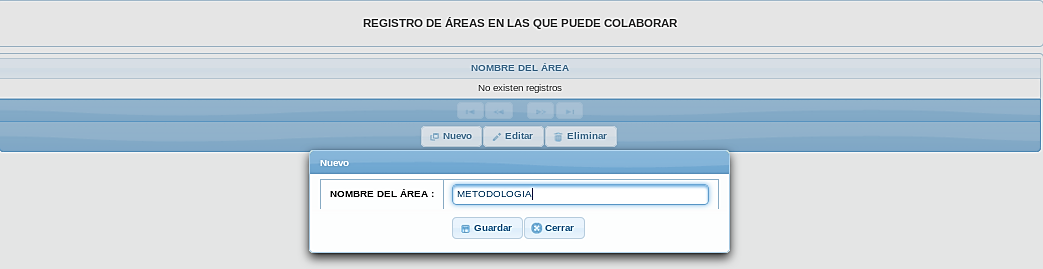 REGISTRO DE ÁREAS EN LAS QUE PUEDE COLABORAR
NOMBRE DEL ÁREA
No existen registros
Nuevo Editar Eliminar
Nuevo
NOMBRE DEL ÁREA : METODOLOGIA
Guardar Cerrar